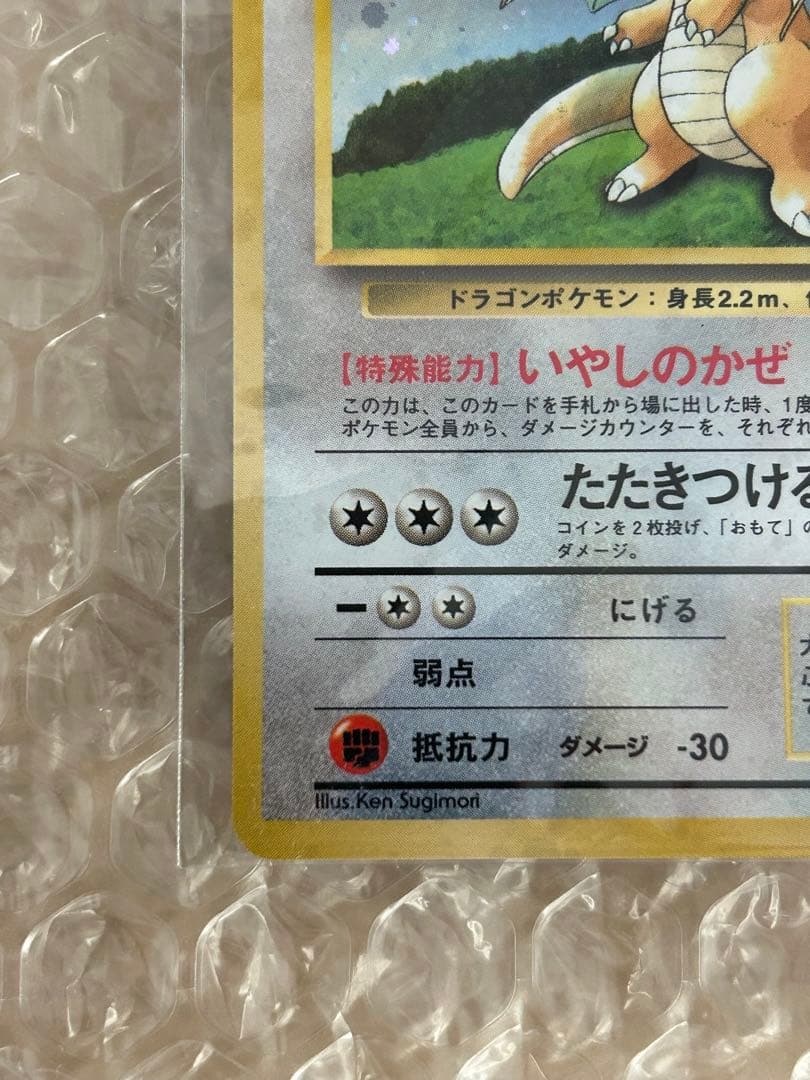 ドラゴンポケモン：身長2.2m、
【特殊能力】いやしのかぜ
この力は、このカードを手札から場に出した時、1度
ポケモン全員から、ダメージカウンターを、それぞれ
たたきつける
コインを2枚投げ、「おもて」の
ダメージ。
ー
にげる
弱点
抵抗力 ダメージ -30
Illus.Ken Sugimori